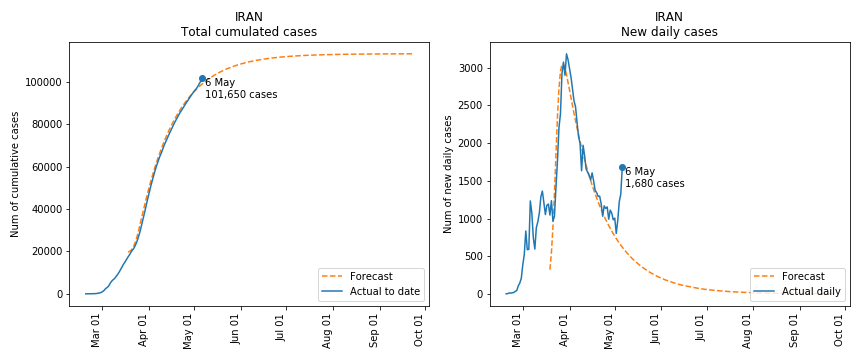 IRAN
Total cumulated cases
Num of cumulative cases
100000
80000
60000
40000
20000
0
6 May
101,650 cases
Forecast
Actual to date
Mar 01
Apr 01
May 01
Jun 01
Jul 01
Aug 01
Sep 01
Oct 01
IRAN
New daily cases
Num of new daily cases
3000
2500
2000
1500
1000
500
0
6 May
1,680 cases
Forecast
Actual daily
Mar 01
Apr 01
May 01
Jun 01
Jul 01
Aug 01
Sep 01
Oct 01